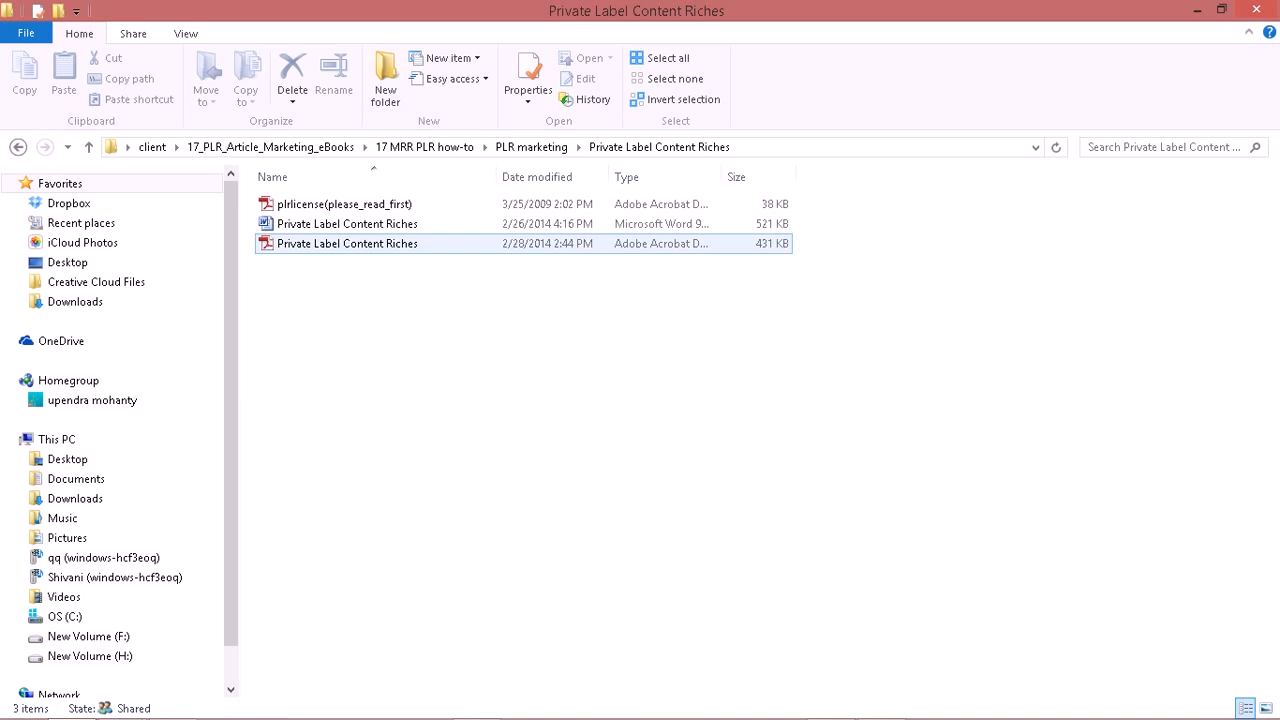 Private Label Content Riches
File Home Share View
Copy Paste Cut Copy path Paste shortcut
Move to Copy to Delete Rename
New folder New item Easy access
Properties Open Edit History
Select all Select none Invert selection
Clipboard Organize New Open Select
client 17_PLR_Article_Marketing_eBooks 17 MRR PLR how-to PLR marketing Private Label Content Riches Search Private Label Content ...
Name Date modified Type Size
plrlicense(please_read_first) 3/25/2009 2:02 PM Adobe Acrobat D... 38 KB
Private Label Content Riches 2/26/2014 4:16 PM Microsoft Word 9... 521 KB
Private Label Content Riches 2/28/2014 2:44 PM Adobe Acrobat D... 431 KB
Favorites
Dropbox
Recent places
iCloud Photos
Desktop
Creative Cloud Files
Downloads
OneDrive
Homegroup
upendra mohanty
This PC
Desktop
Documents
Downloads
Music
Pictures
qq (windows-hcf3eoq)
Shivani (windows-hcf3eoq)
Videos
OS (C:)
New Volume (F:)
New Volume (H:)
Network
3 items State: Shared